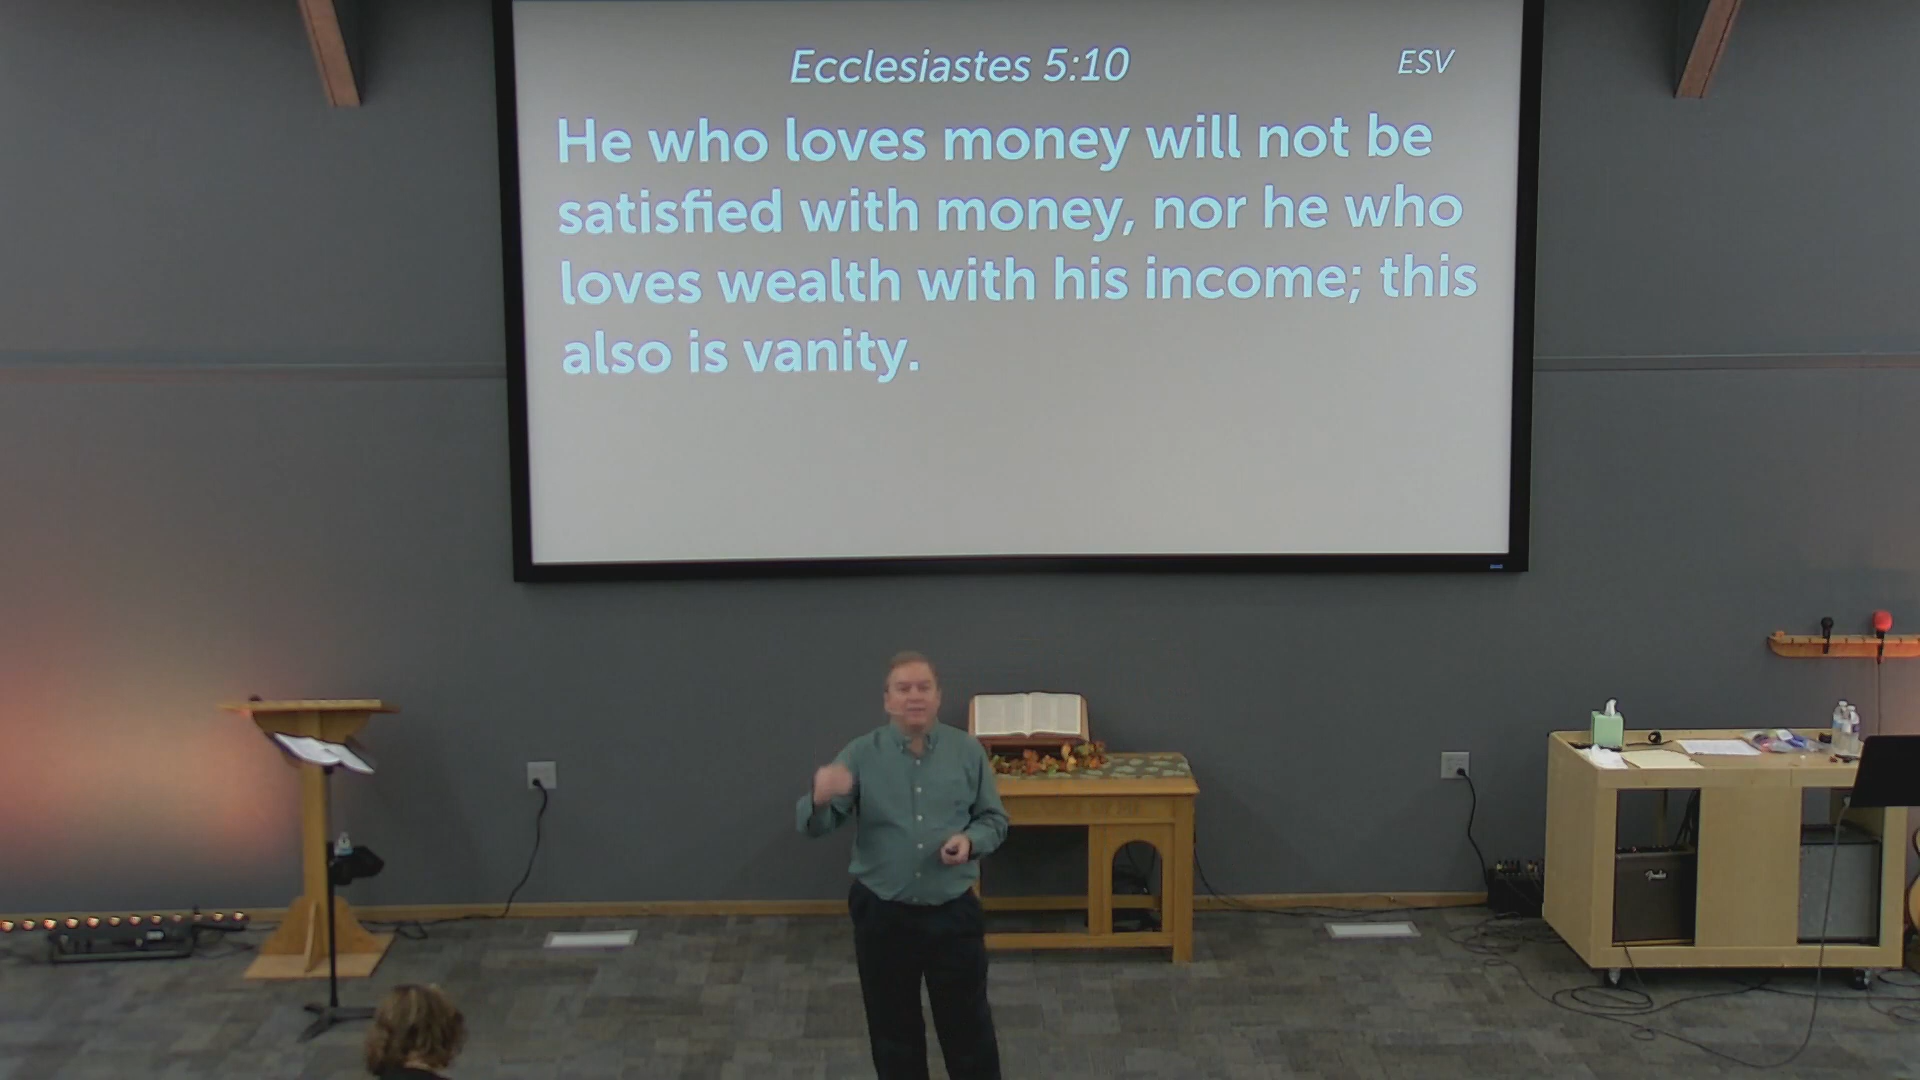 Ecclesiastes 5:10
ESV
He who loves money will not be
satisfied with money, nor he who
loves wealth with his income; this
also is vanity.
Fender